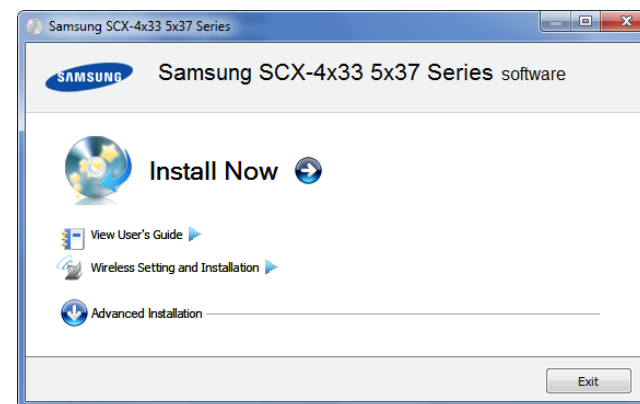 Samsung SCX-4x33 5x37 Series
SAMSUNG
Samsung SCX-4x33 5x37 Series software
Install Now
View User's Guide
Wireless Setting and Installation
Advanced Installation
Exit